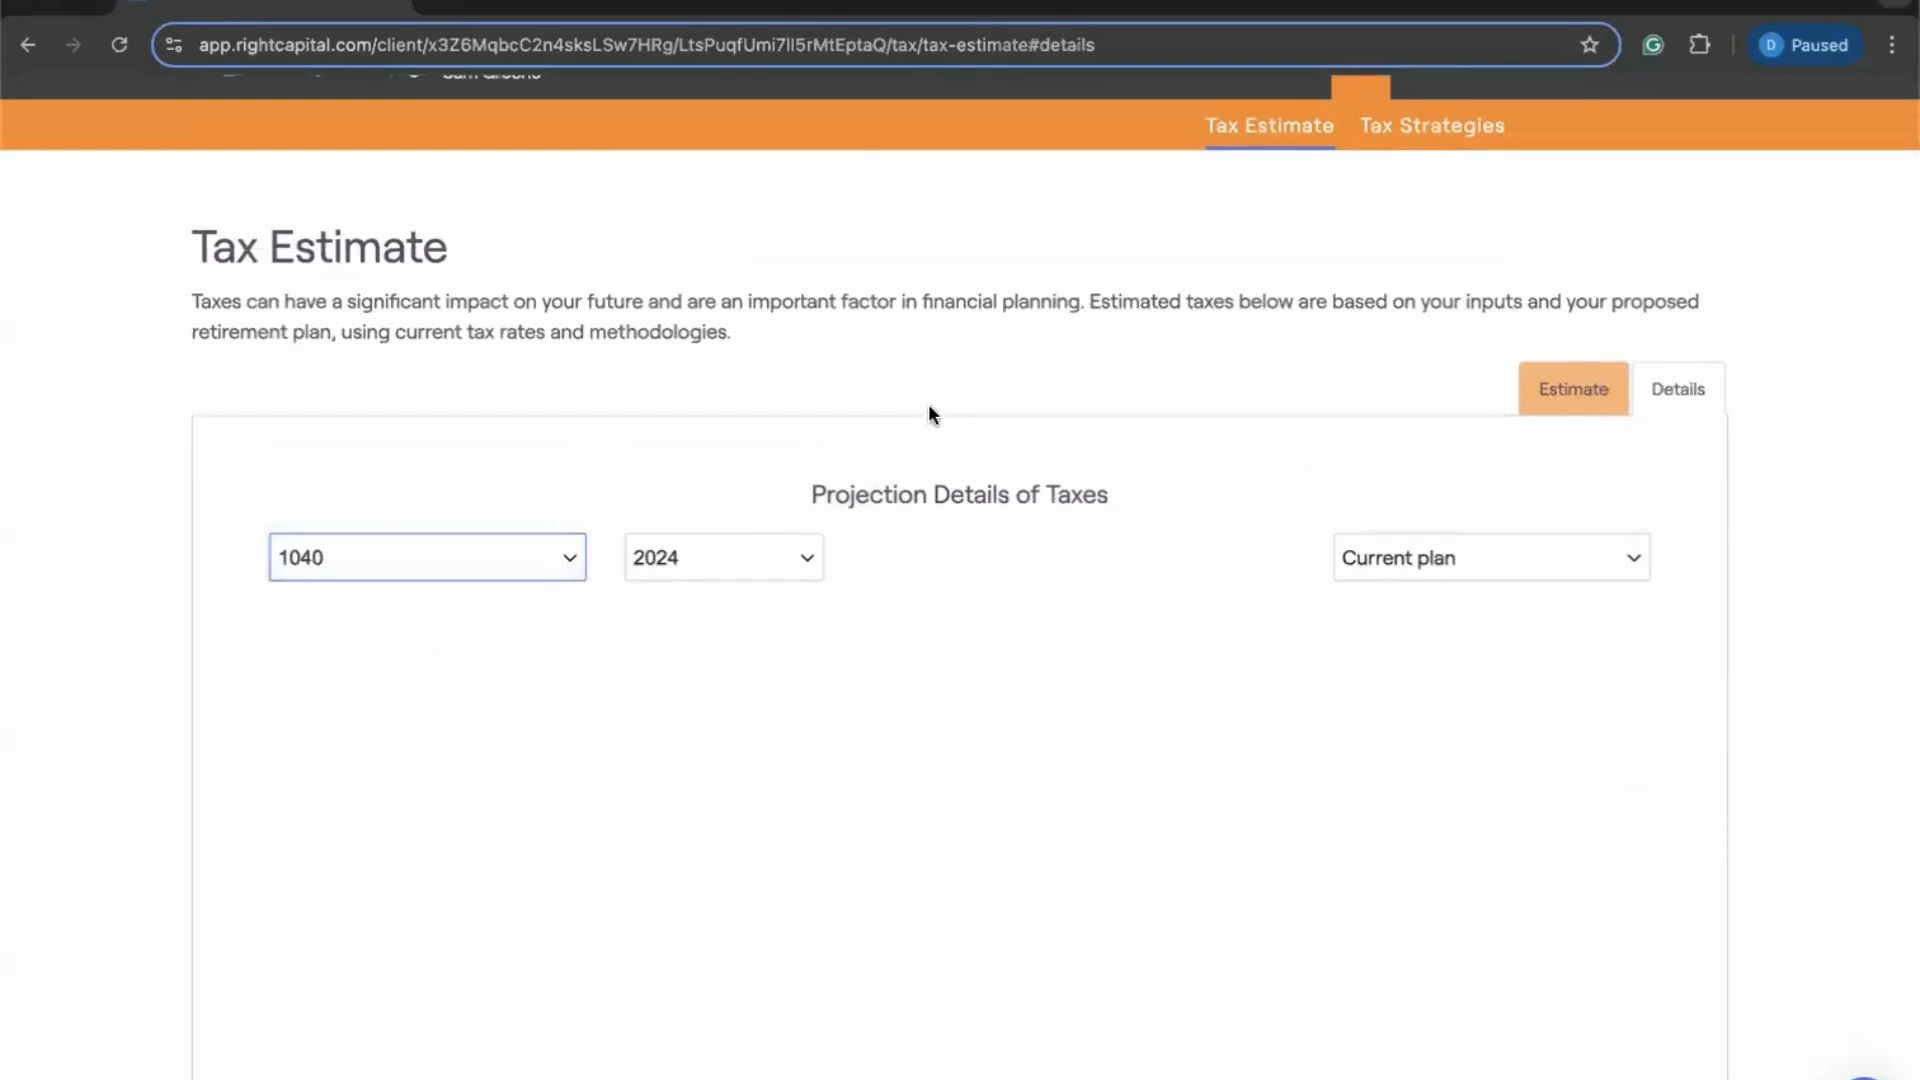 app.rightcapital.com/client/x3Z6MqbcC2n4sksLSw7HRg/LtsPuqfUmi7lI5rMtEptaQ/tax/tax-estimate#details
D Paused
Tax Estimate Tax Strategies
Tax Estimate
Taxes can have a significant impact on your future and are an important factor in financial planning. Estimated taxes below are based on your inputs and your proposed
retirement plan, using current tax rates and methodologies.
Estimate Details
Projection Details of Taxes
1040 2024 Current plan